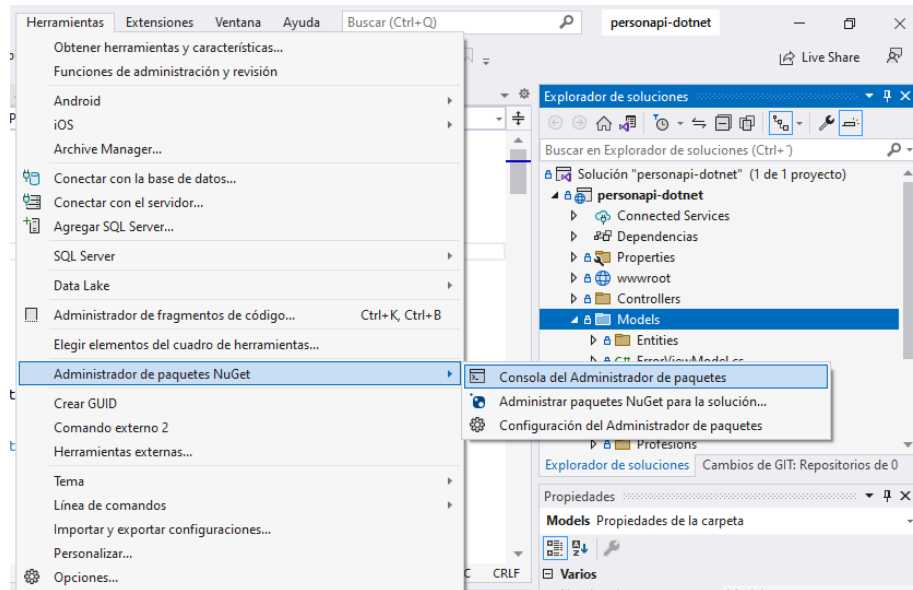 Herramientas Extensiones Ventana Ayuda Buscar (Ctrl+Q) personapi-dotnet
Live Share
Obtener herramientas y características...
Funciones de administración y revisión
Android
iOS
Archive Manager...
Conectar con la base de datos...
Conectar con el servidor...
Agregar SQL Server...
SQL Server
Data Lake
Administrador de fragmentos de código... Ctrl+K, Ctrl+B
Elegir elementos del cuadro de herramientas...
Administrador de paquetes NuGet
Crear GUID
Comando externo 2
Herramientas externas...
Tema
Línea de comandos
Importar y exportar configuraciones...
Personalizar...
Opciones...
Consola del Administrador de paquetes
Administrar paquetes NuGet para la solución...
Configuración del Administrador de paquetes
Explorador de soluciones
Buscar en Explorador de soluciones (Ctrl+´)
Solución "personapi-dotnet" (1 de 1 proyecto)
personapi-dotnet
Connected Services
Dependencias
Properties
wwwroot
Controllers
Models
Entities
C# ErrorViewModel.cs
Profesions
Explorador de soluciones Cambios de GIT: Repositorios de 0
Propiedades
Models Propiedades de la carpeta
Varios
CRLF